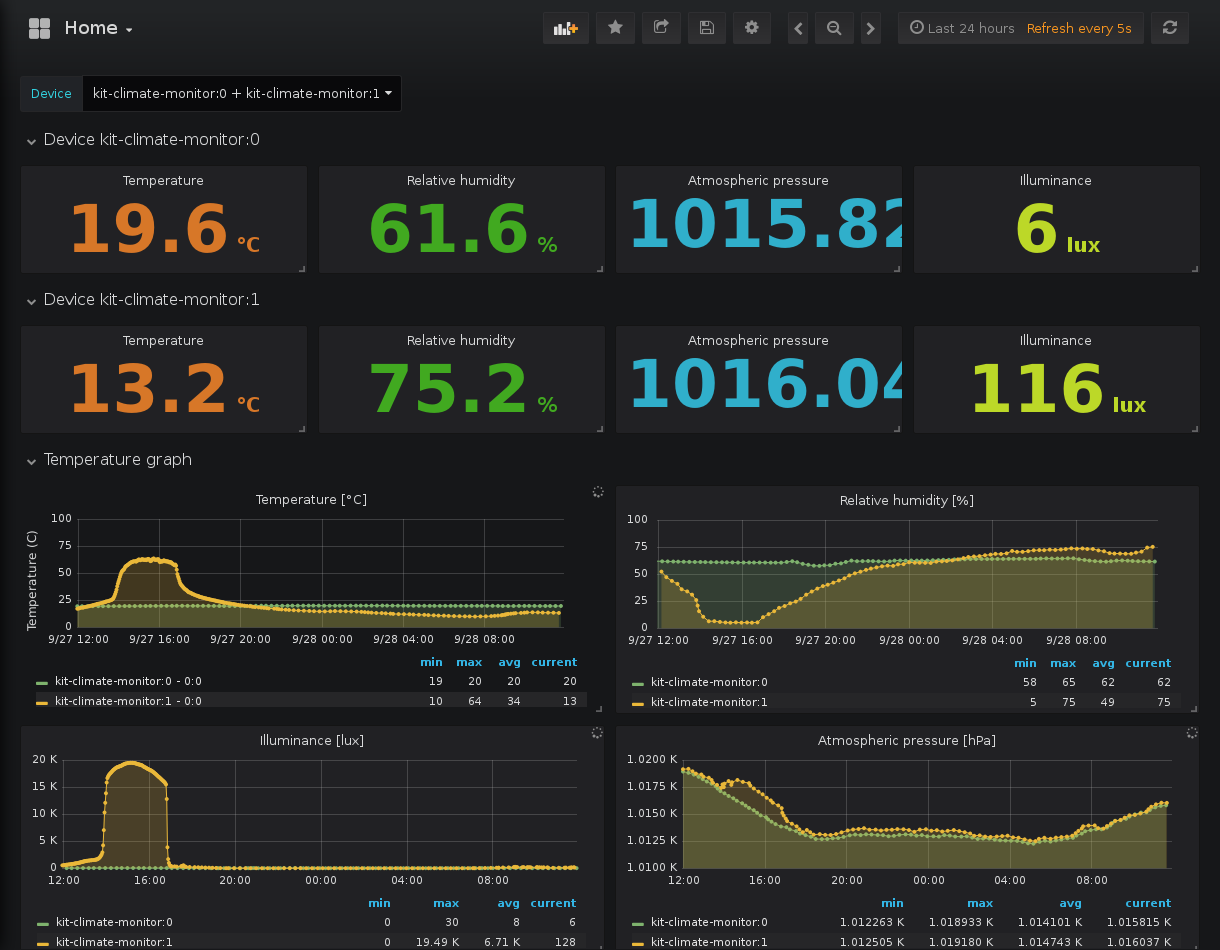 Home
Last 24 hours Refresh every 5s
Device kit-climate-monitor:0 + kit-climate-monitor:1
Device kit-climate-monitor:0
Temperature Relative humidity Atmospheric pressure Illuminance
19.6 °C 61.6 % 1015.82 6 lux
Device kit-climate-monitor:1
Temperature Relative humidity Atmospheric pressure Illuminance
13.2 °C 75.2 % 1016.04 116 lux
Temperature graph
Temperature [°C]
Temperature (C)
100
75
50
25
0
9/27 12:00 9/27 16:00 9/27 20:00 9/28 00:00 9/28 04:00 9/28 08:00
min max avg current
kit-climate-monitor:0 - 0:0 19 20 20 20
kit-climate-monitor:1 - 0:0 10 64 34 13
Relative humidity [%]
100
75
50
25
0
9/27 12:00 9/27 16:00 9/27 20:00 9/28 00:00 9/28 04:00 9/28 08:00
min max avg current
kit-climate-monitor:0 58 65 62 62
kit-climate-monitor:1 5 75 49 75
Illuminance [lux]
20 K
15 K
10 K
5 K
0
12:00 16:00 20:00 00:00 04:00 08:00
min max avg current
kit-climate-monitor:0 0 30 8 6
kit-climate-monitor:1 0 19.49 K 6.71 K 128
Atmospheric pressure [hPa]
1.0200 K
1.0175 K
1.0150 K
1.0125 K
1.0100 K
12:00 16:00 20:00 00:00 04:00 08:00
min max avg current
kit-climate-monitor:0 1.012263 K 1.018933 K 1.014101 K 1.015815 K
kit-climate-monitor:1 1.012505 K 1.019180 K 1.014743 K 1.016037 K